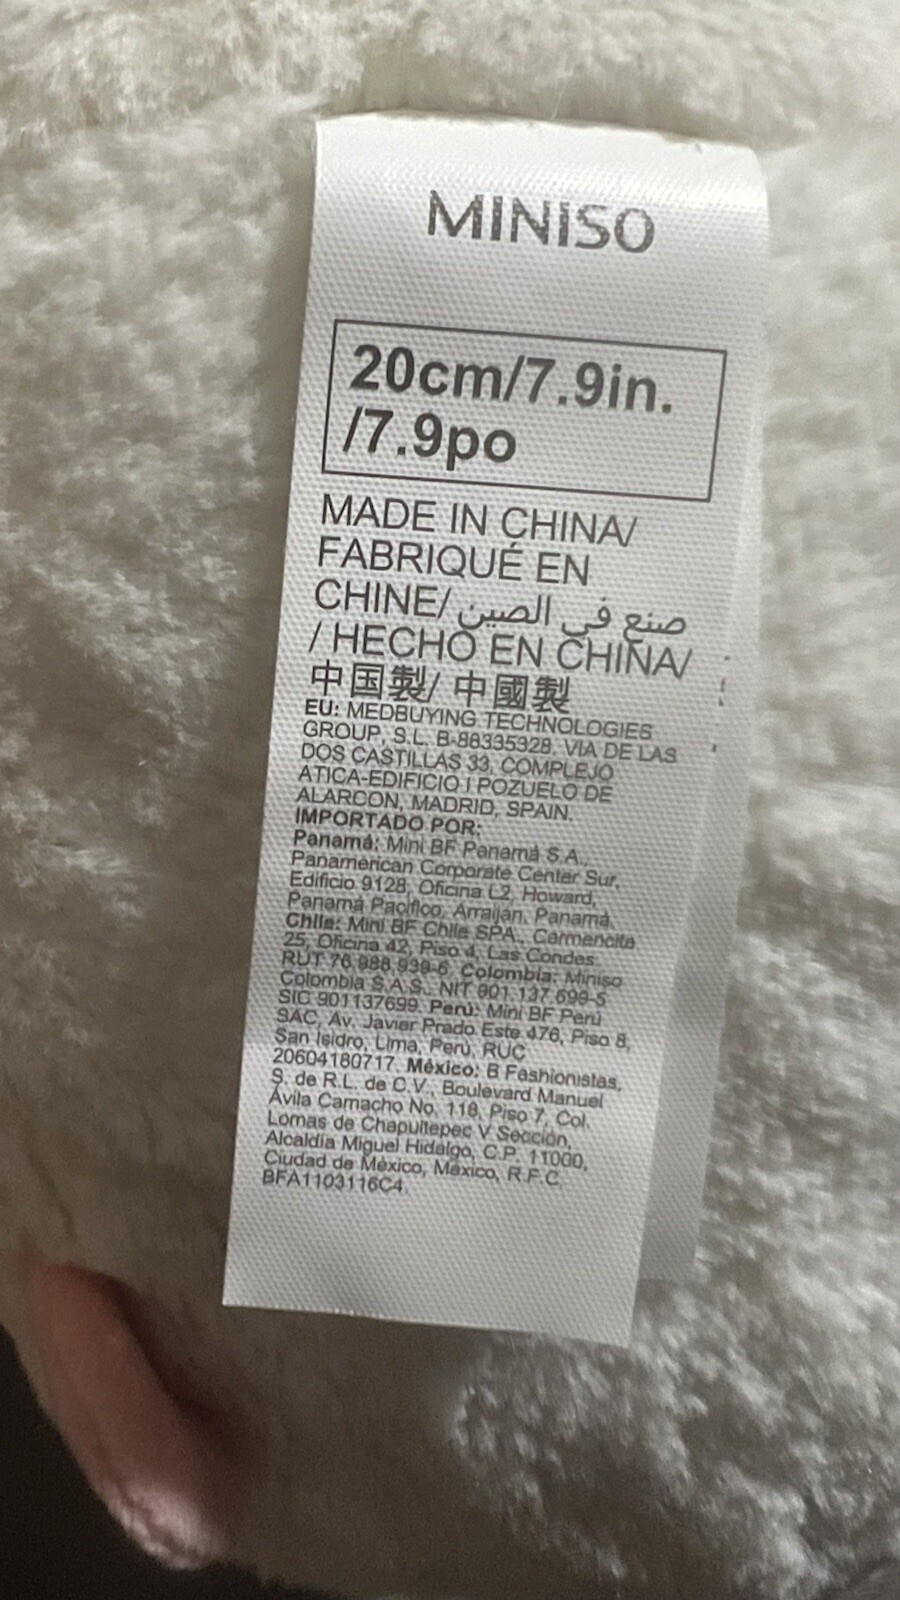 MINISO
20cm/7.9in.
/7.9po
MADE IN CHINA/
FABRIQUÉ EN
CHINE/ صنع في الصين
/ HECHO EN CHINA/
中国製/ 中國製
EU: MEDBUYING TECHNOLOGIES
GROUP, S.L. B-88335328. VIA DE LAS
DOS CASTILLAS 33, COMPLEJO
ATICA-EDIFICIO I POZUELO DE
ALARCON, MADRID, SPAIN.
IMPORTADO POR:
Panamá: Mini BF Panamá S.A.,
Panamerican Corporate Center Sur,
Edificio 9128, Oficina L2, Howard,
Panamá Pacifico, Arraijan, Panamá.
Chile: Mini BF Chile SPA., Carmencita
25, Oficina 42, Piso 4, Las Condes.
RUT 76.988.939-6. Colombia: Miniso
Colombia S.A.S.. NIT 901.137.699-5
SIC 901137699. Perú: Mini BF Perú
SAC, Av. Javier Prado Este 476, Piso 8,
San Isidro, Lima, Perú, RUC
20604180717. México: B Fashionistas,
S. de R.L. de C.V., Boulevard Manuel
Ávila Camacho No. 118, Piso 7, Col.
Lomas de Chapultepec V Sección,
Alcaldía Miguel Hidalgo, C.P. 11000,
Ciudad de México, México, R.F.C.
BFA1103116C4.